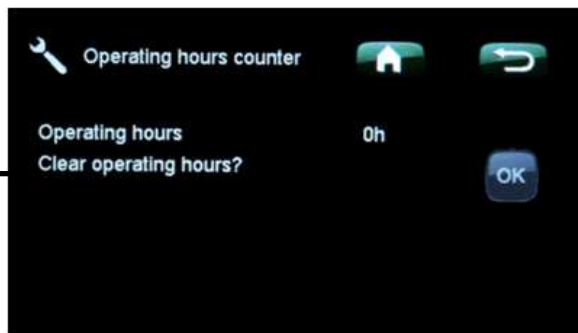 Operating hours counter
Operating hours 0h
Clear operating hours?
OK